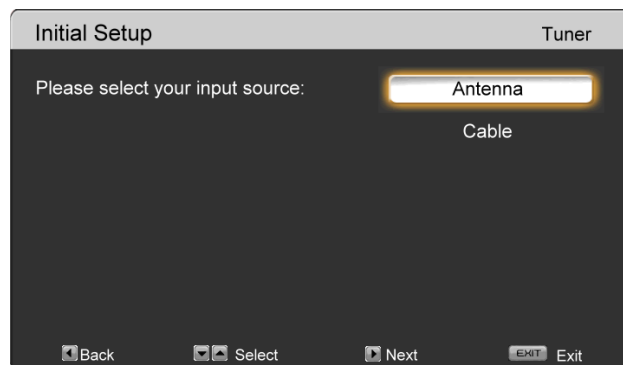 Initial Setup Tuner
Please select your input source: Antenna
Cable
Back Select Next EXIT Exit